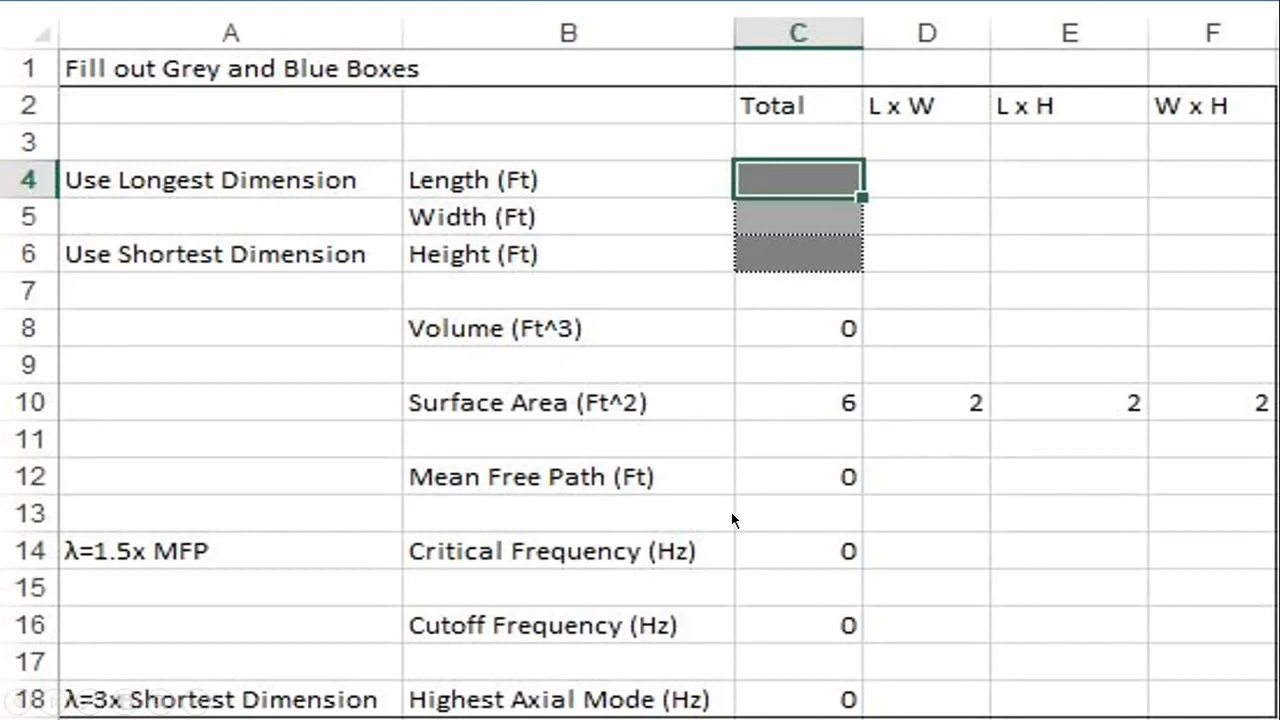 A B C D E F
1 Fill out Grey and Blue Boxes
2 Total L x W L x H W x H
3
4 Use Longest Dimension Length (Ft)
5 Width (Ft)
6 Use Shortest Dimension Height (Ft)
7
8 Volume (Ft^3) 0
9
10 Surface Area (Ft^2) 6 2 2 2
11
12 Mean Free Path (Ft) 0
13
14 λ=1.5x MFP Critical Frequency (Hz) 0
15
16 Cutoff Frequency (Hz) 0
17
18 λ=3x Shortest Dimension Highest Axial Mode (Hz) 0